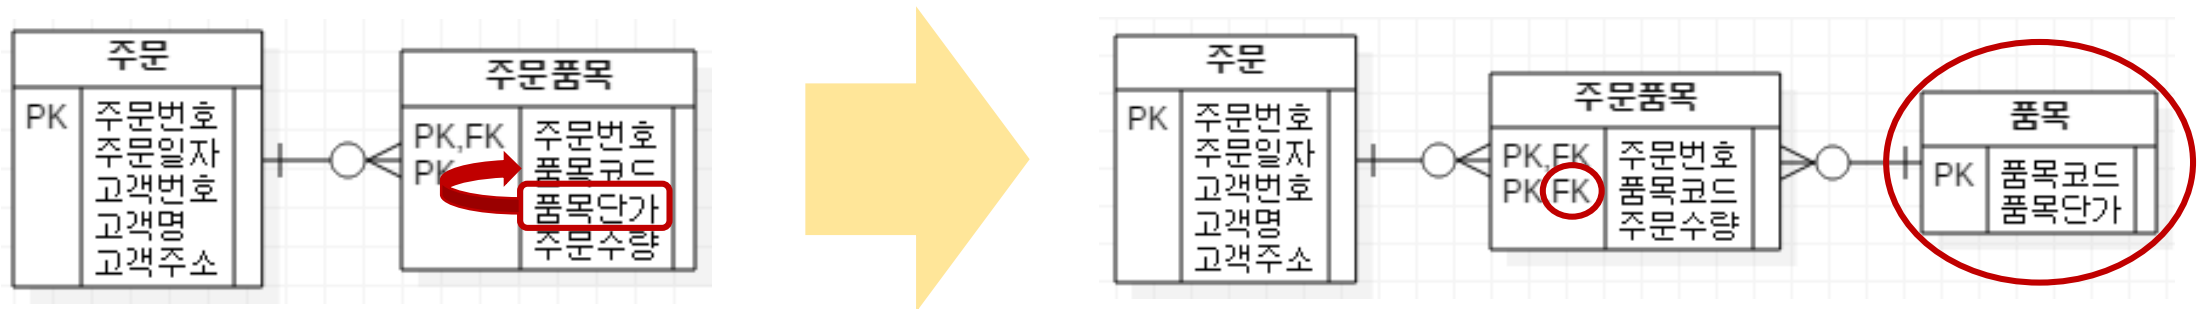 주문
PK
주문번호
주문일자
고객번호
고객명
고객주소
주문품목
PK,FK
주문번호
PK
품목코드
품목단가
주문수량
주문
PK
주문번호
주문일자
고객번호
고객명
고객주소
주문품목
PK,FK
주문번호
PK,FK
품목코드
주문수량
품목
PK
품목코드
품목단가